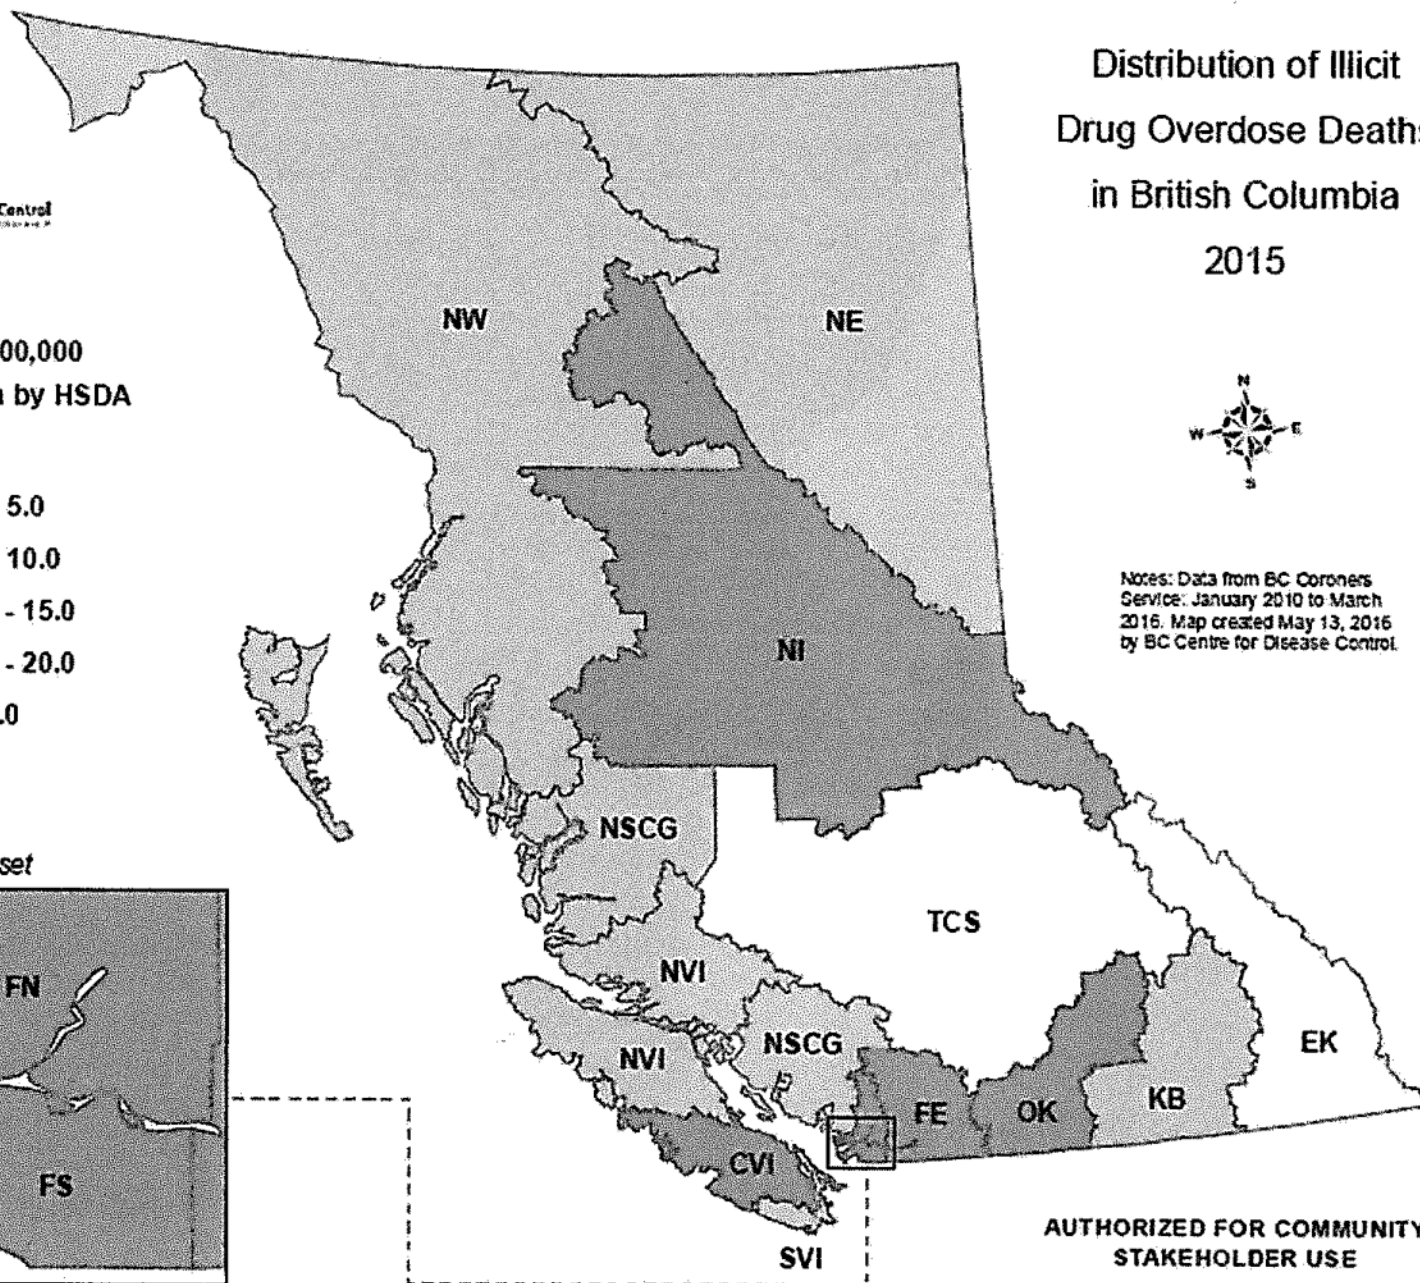 Distribution of Illicit
Drug Overdose Deaths
in British Columbia
2015
Control
00,000
by HSDA
5.0
10.0
- 15.0
- 20.0
.0
N
W E
S
Notes: Data from BC Coroners
Service: January 2010 to March
2016. Map created May 13, 2016
by BC Centre for Disease Control.
NW
NE
NI
NSCG
TCS
NVI
NVI
NSCG
EK
KB
OK
FE
CVI
SVI
set
FN
FS
AUTHORIZED FOR COMMUNITY
STAKEHOLDER USE